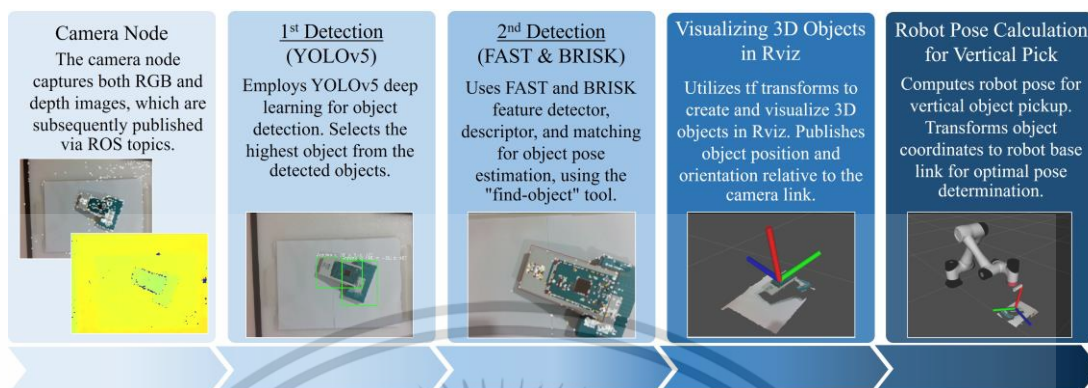 Camera Node
The camera node
captures both RGB and
depth images, which are
subsequently published
via ROS topics.
1st Detection
(YOLOv5)
Employs YOLOv5 deep
learning for object
detection. Selects the
highest object from the
detected objects.
2nd Detection
(FAST & BRISK)
Uses FAST and BRISK
feature detector,
descriptor, and matching
for object pose
estimation, using the
"find-object" tool.
Visualizing 3D Objects
in Rviz
Utilizes tf transforms to
create and visualize 3D
objects in Rviz. Publishes
object position and
orientation relative to the
camera link.
Robot Pose Calculation
for Vertical Pick
Computes robot pose for
vertical object pickup.
Transforms object
coordinates to robot base
link for optimal pose
determination.